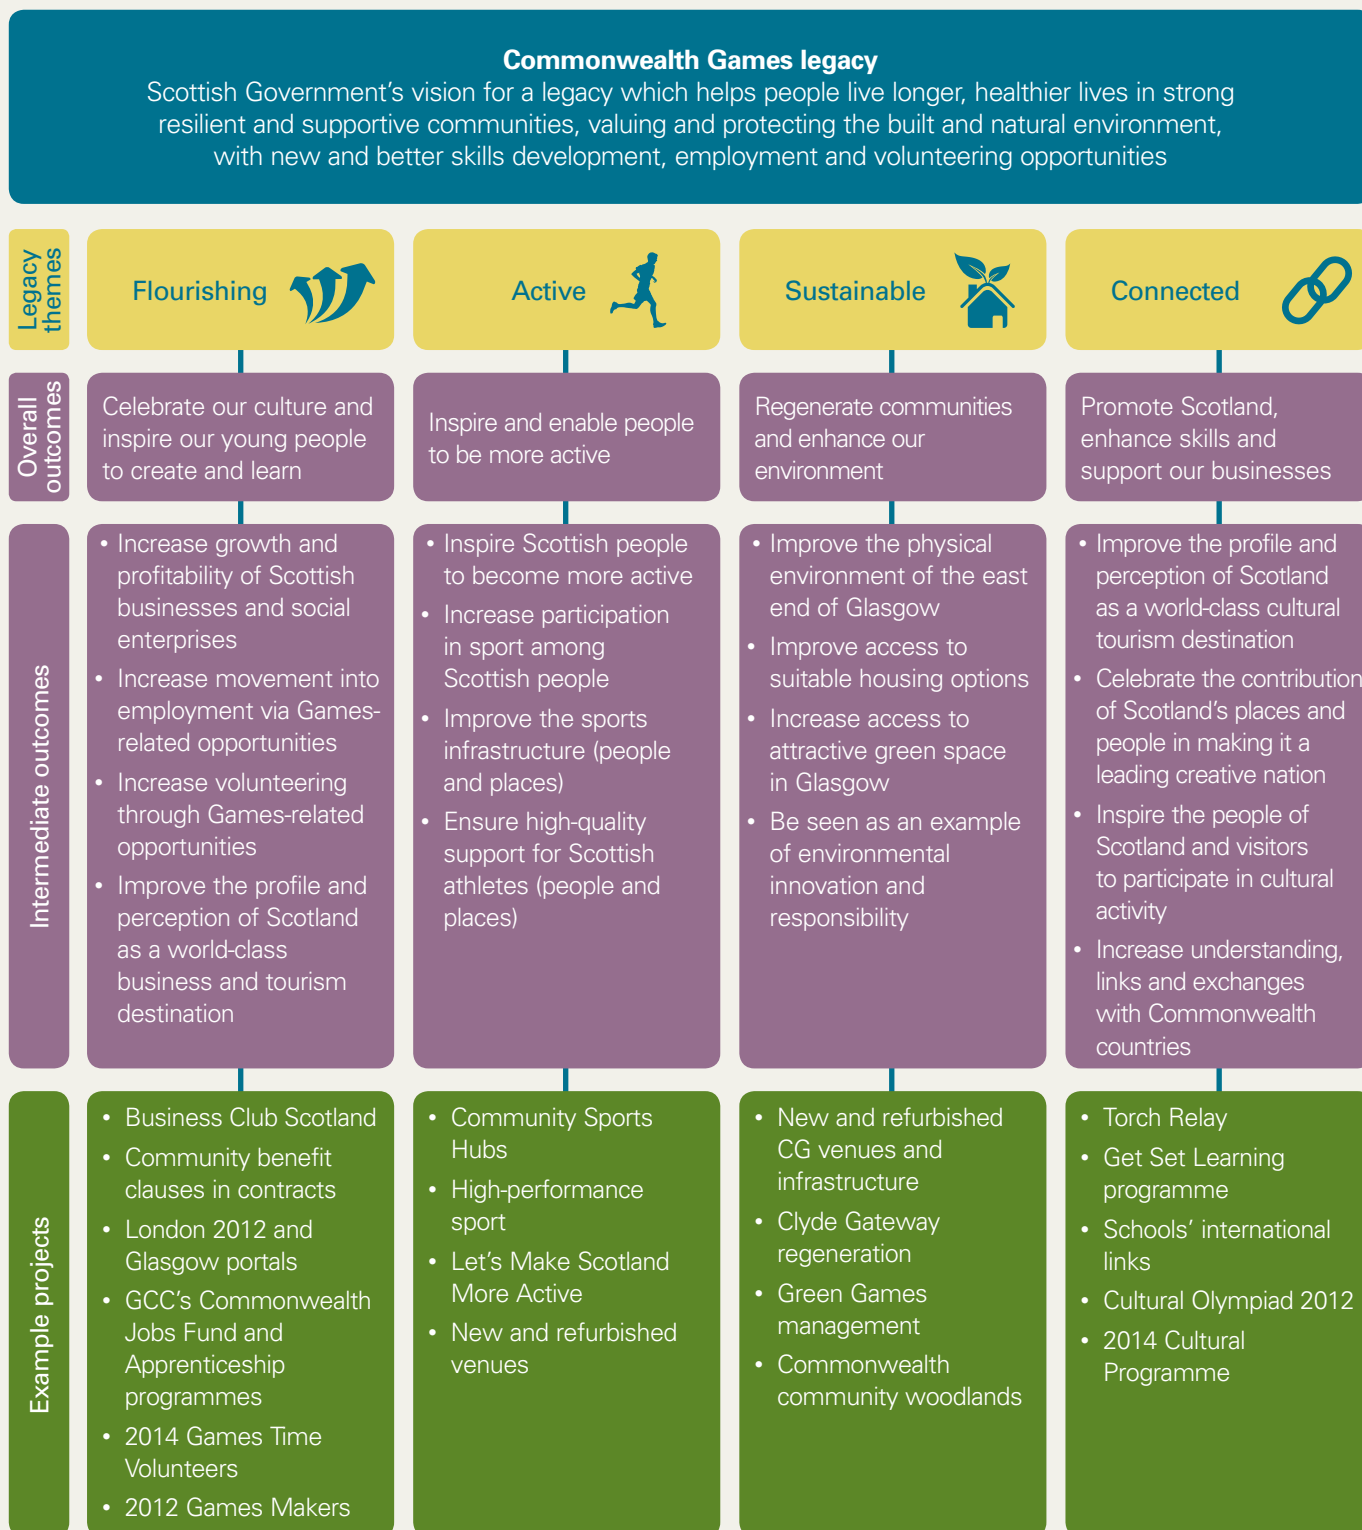 Commonwealth Games legacy
Scottish Government's vision for a legacy which helps people live longer, healthier lives in strong
resilient and supportive communities, valuing and protecting the built and natural environment,
with new and better skills development, employment and volunteering opportunities
Legacy
themes
Flourishing
Active
Sustainable
Connected
Overall
outcomes
Celebrate our culture and
inspire our young people
to create and learn
Inspire and enable people
to be more active
Regenerate communities
and enhance our
environment
Promote Scotland,
enhance skills and
support our businesses
Intermediate outcomes
• Increase growth and
profitability of Scottish
businesses and social
enterprises
• Increase movement into
employment via Games-
related opportunities
• Increase volunteering
through Games-related
opportunities
• Improve the profile and
perception of Scotland
as a world-class
business and tourism
destination
• Inspire Scottish people
to become more active
• Increase participation
in sport among
Scottish people
• Improve the sports
infrastructure (people
and places)
• Ensure high-quality
support for Scottish
athletes (people and
places)
• Improve the physical
environment of the east
end of Glasgow
• Improve access to
suitable housing options
• Increase access to
attractive green space
in Glasgow
• Be seen as an example
of environmental
innovation and
responsibility
• Improve the profile and
perception of Scotland
as a world-class cultural
tourism destination
• Celebrate the contribution
of Scotland's places and
people in making it a
leading creative nation
• Inspire the people of
Scotland and visitors
to participate in cultural
activity
• Increase understanding,
links and exchanges
with Commonwealth
countries
Example projects
• Business Club Scotland
• Community benefit
clauses in contracts
• London 2012 and
Glasgow portals
• GCC's Commonwealth
Jobs Fund and
Apprenticeship
programmes
• 2014 Games Time
Volunteers
• 2012 Games Makers
• Community Sports
Hubs
• High-performance
sport
• Let's Make Scotland
More Active
• New and refurbished
venues
• New and refurbished
CG venues and
infrastructure
• Clyde Gateway
regeneration
• Green Games
management
• Commonwealth
community woodlands
• Torch Relay
• Get Set Learning
programme
• Schools' international
links
• Cultural Olympiad 2012
• 2014 Cultural
Programme